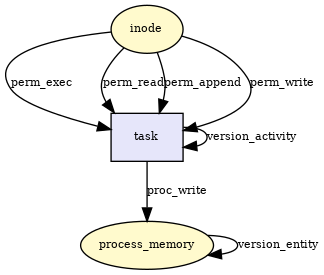 inode
perm_exec
perm_read
perm_append
perm_write
task
version_activity
proc_write
process_memory
version_entity